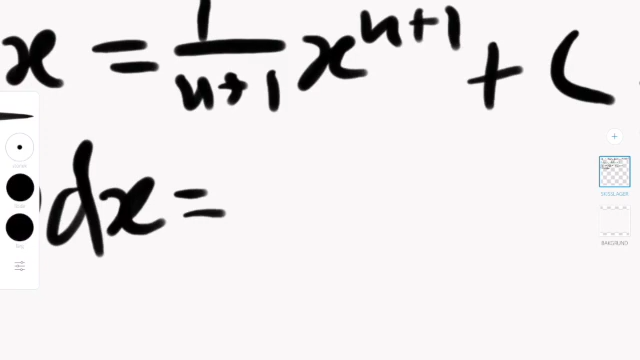 x = 1/(n+1) x^(n+1) + C
dx =